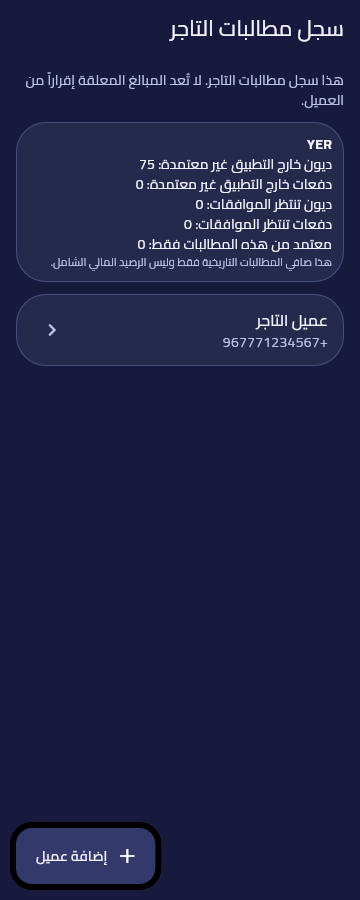 سجل مطالبات التاجر
هذا سجل مطالبات التاجر. لا تُعد المبالغ المعلقة إقراراً من
العميل.
YER
ديون خارج التطبيق غير معتمدة: 75
دفعات خارج التطبيق غير معتمدة: 0
ديون تنتظر الموافقات: 0
دفعات تنتظر الموافقات: 0
معتمد من هذه المطالبات فقط: 0
هذا صافي المطالبات التاريخية فقط وليس الرصيد المالي الشامل.
عميل التاجر
967771234567+
إضافة عميل